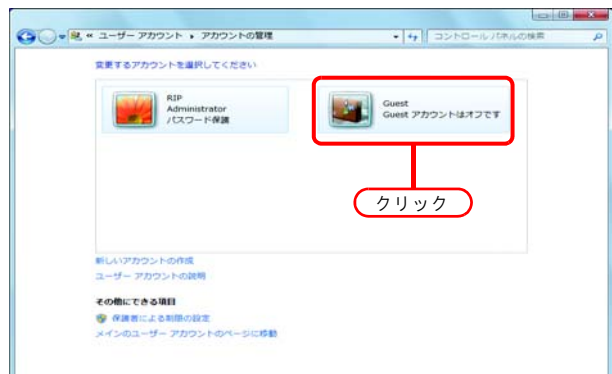 « ユーザー アカウント ▸ アカウントの管理
コントロール パネルの検索
変更するアカウントを選択してください
RIP
Administrator
パスワード保護
Guest
Guest アカウントはオフです
クリック
新しいアカウントの作成
ユーザー アカウントの説明
その他にできる項目
保護者による制限の設定
メインのユーザー アカウントのページに移動